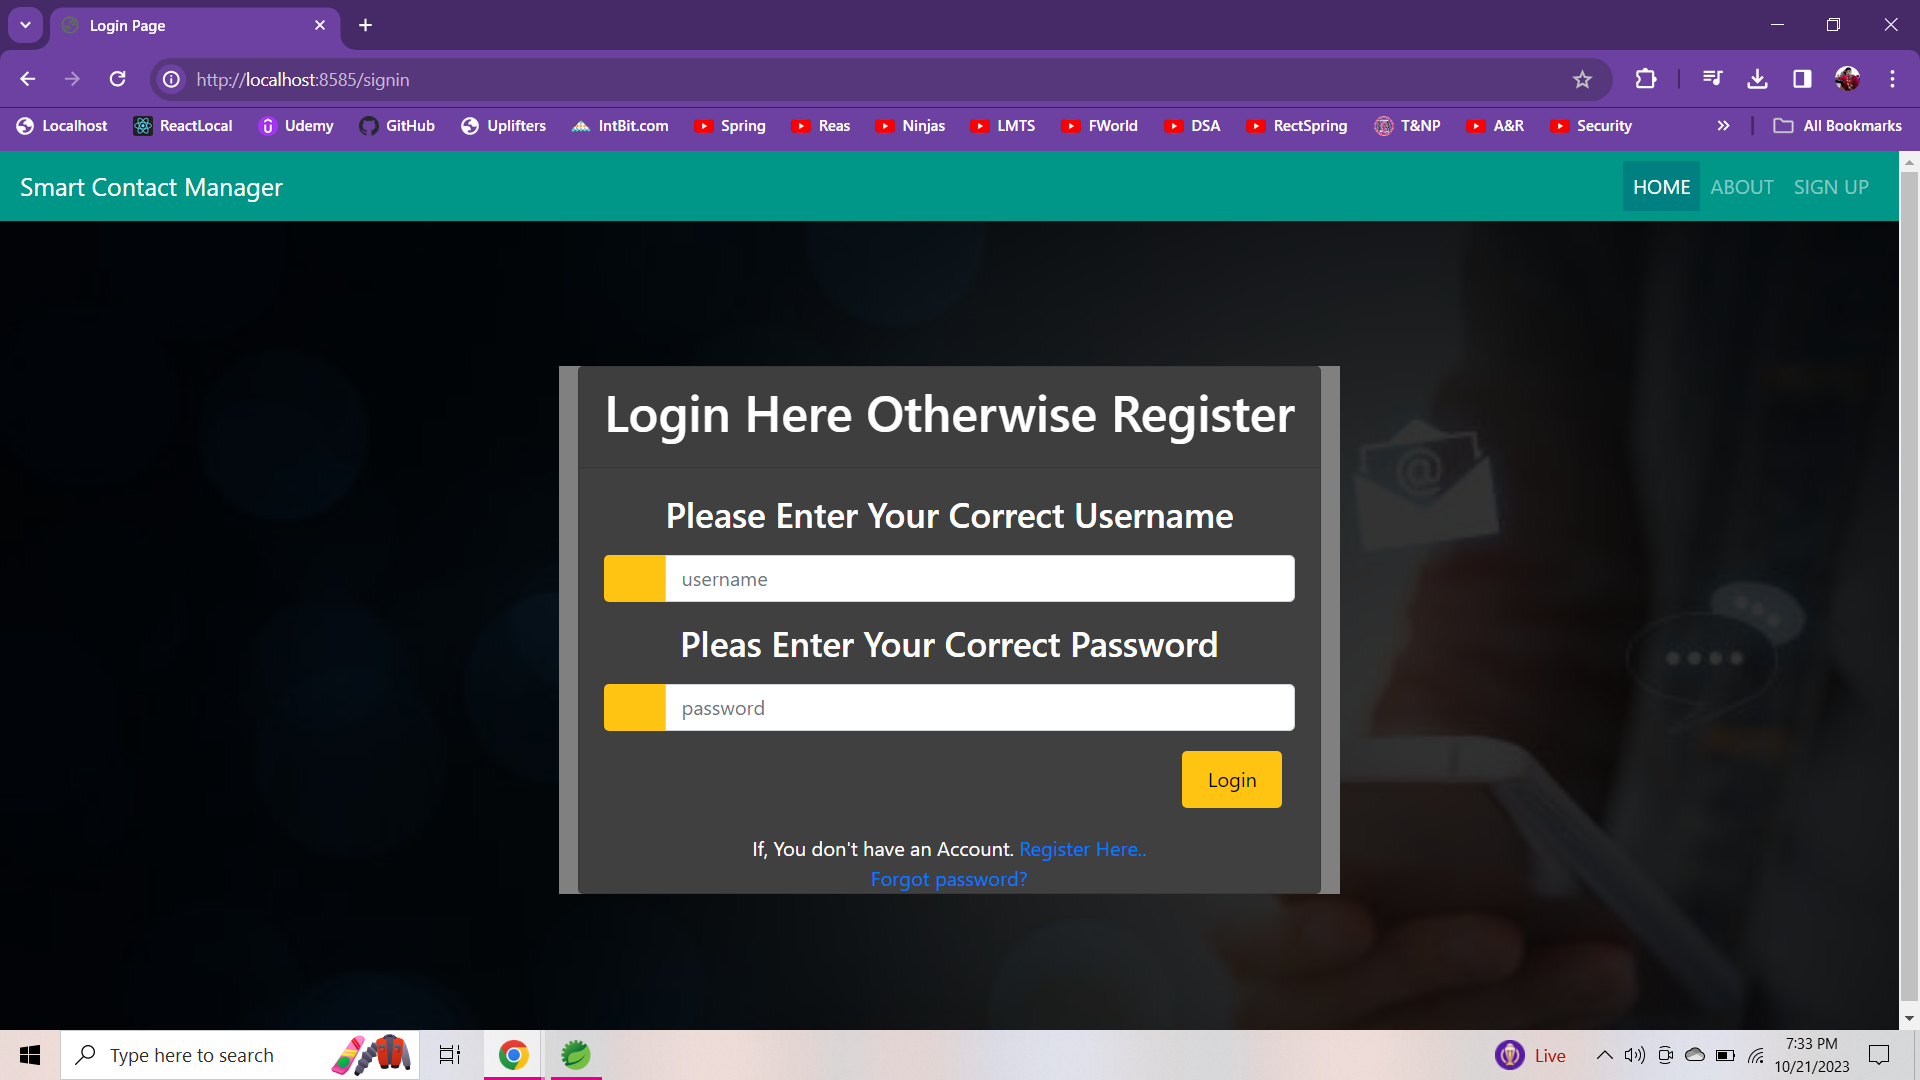 Login Page
http://localhost:8585/signin
Localhost ReactLocal Udemy GitHub Uplifters IntBit.com Spring Reas Ninjas LMTS FWorld DSA RectSpring T&NP A&R Security All Bookmarks
Smart Contact Manager HOME ABOUT SIGN UP
Login Here Otherwise Register
Please Enter Your Correct Username
username
Pleas Enter Your Correct Password
password
Login
If, You don't have an Account. Register Here..
Forgot password?
Type here to search
Live
7:33 PM
10/21/2023